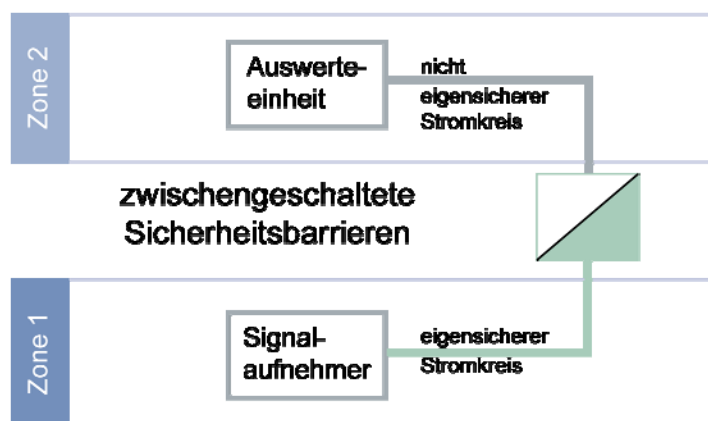 Zone 2
Auswerte-
einheit
nicht
eigensicherer
Stromkreis
zwischengeschaltete
Sicherheitsbarrieren
Zone 1
Signal-
aufnehmer
eigensicherer
Stromkreis